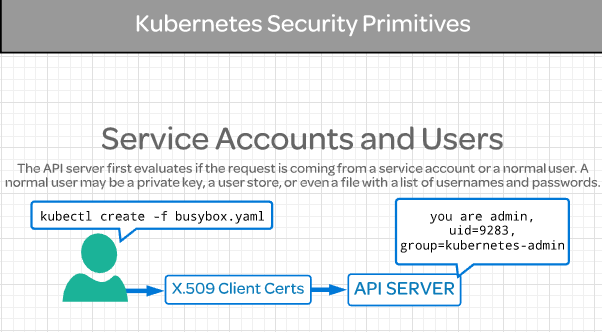 Kubernetes Security Primitives
Service Accounts and Users
The API server first evaluates if the request is coming from a service account or a normal user. A
normal user may be a private key, a user store, or even a file with a list of usernames and passwords.
kubectl create -f busybox.yaml
you are admin,
uid=9283,
group=kubernetes-admin
X.509 Client Certs
API SERVER